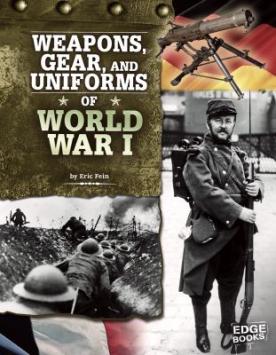 WEAPONS,
GEAR, AND
UNIFORMS
OF
WORLD
WAR I
by Eric Fein
EDGE
BOOKS